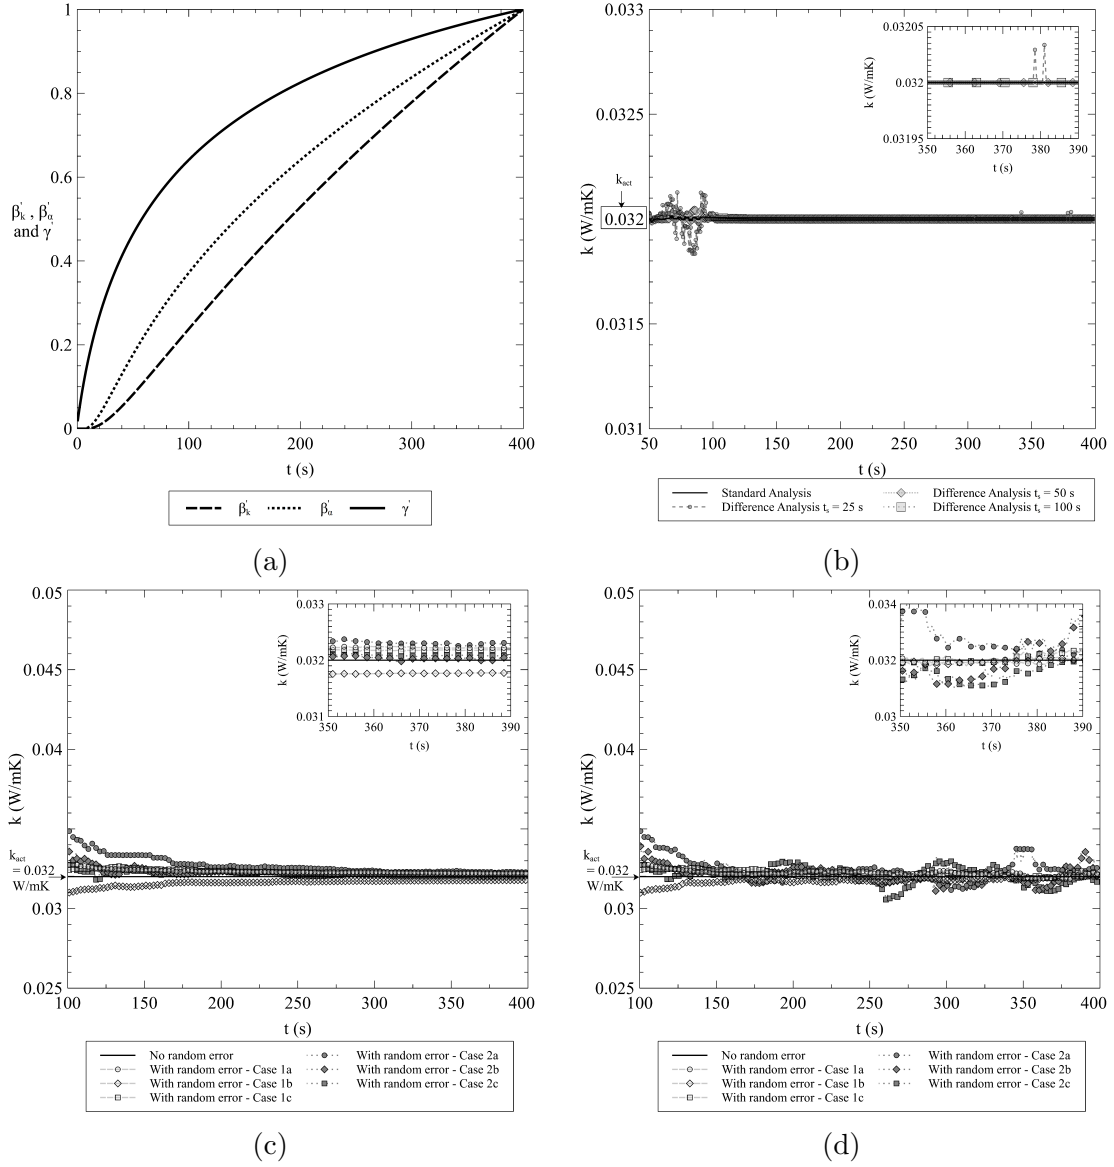 1
0.8
0.6
β'k , β'α
and γ'
0.4
0.2
0
0 100 200 300 400
t (s)
β'k β'α γ'
(a)
0.033
0.0325
k (W/mK)
kact
0.032
0.0315
0.031
50 100 150 200 250 300 350 400
t (s)
0.03205
k (W/mK)
0.032
0.03195
350 360 370 380 390
t (s)
Standard Analysis
Difference Analysis ts = 25 s
Difference Analysis ts = 50 s
Difference Analysis ts = 100 s
(b)
0.05
0.045
0.04
k (W/mK)
kact
= 0.032
W/mK
0.03
0.025
100 150 200 250 300 350 400
t (s)
0.033
k (W/mK)
0.032
0.031
350 360 370 380 390
t (s)
No random error
With random error - Case 1a
With random error - Case 1b
With random error - Case 1c
With random error - Case 2a
With random error - Case 2b
With random error - Case 2c
(c)
0.05
0.045
0.04
k (W/mK)
kact
= 0.032
W/mK
0.03
0.025
100 150 200 250 300 350 400
t (s)
0.034
k (W/mK)
0.032
0.03
350 360 370 380 390
t (s)
No random error
With random error - Case 1a
With random error - Case 1b
With random error - Case 1c
With random error - Case 2a
With random error - Case 2b
With random error - Case 2c
(d)